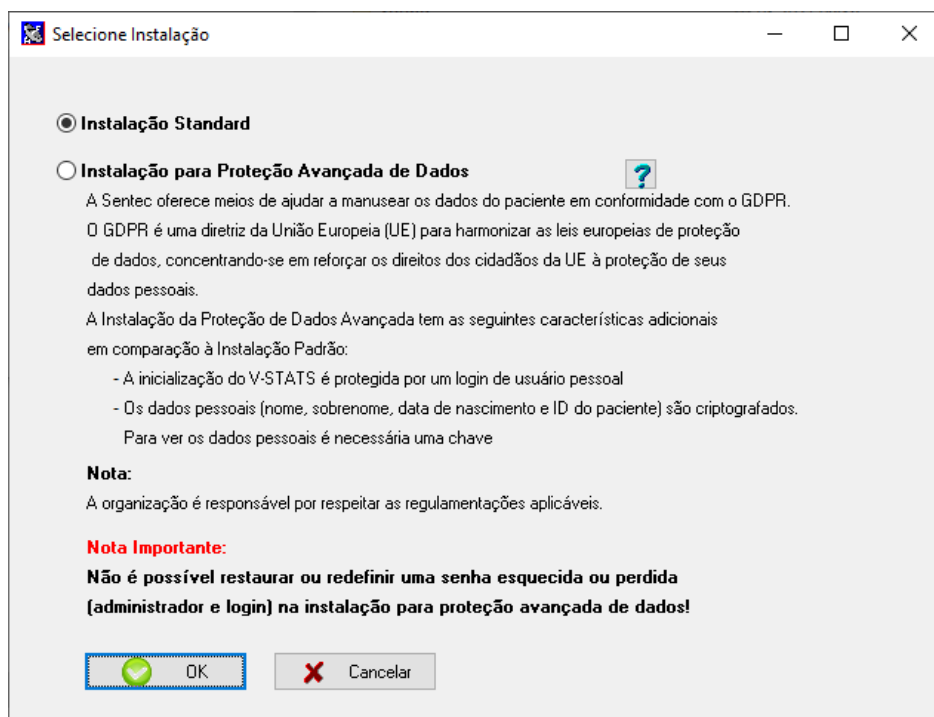 Selecione Instalação
Instalação Standard
Instalação para Proteção Avançada de Dados
?
A Sentec oferece meios de ajudar a manusear os dados do paciente em conformidade com o GDPR.
O GDPR é uma diretriz da União Europeia (UE) para harmonizar as leis europeias de proteção
de dados, concentrando-se em reforçar os direitos dos cidadãos da UE à proteção de seus
dados pessoais.
A Instalação da Proteção de Dados Avançada tem as seguintes características adicionais
em comparação à Instalação Padrão:
- A inicialização do V-STATS é protegida por um login de usuário pessoal
- Os dados pessoais (nome, sobrenome, data de nascimento e ID do paciente) são criptografados.
Para ver os dados pessoais é necessária uma chave
Nota:
A organização é responsável por respeitar as regulamentações aplicáveis.
Nota Importante:
Não é possível restaurar ou redefinir uma senha esquecida ou perdida
(administrador e login) na instalação para proteção avançada de dados!
OK
Cancelar